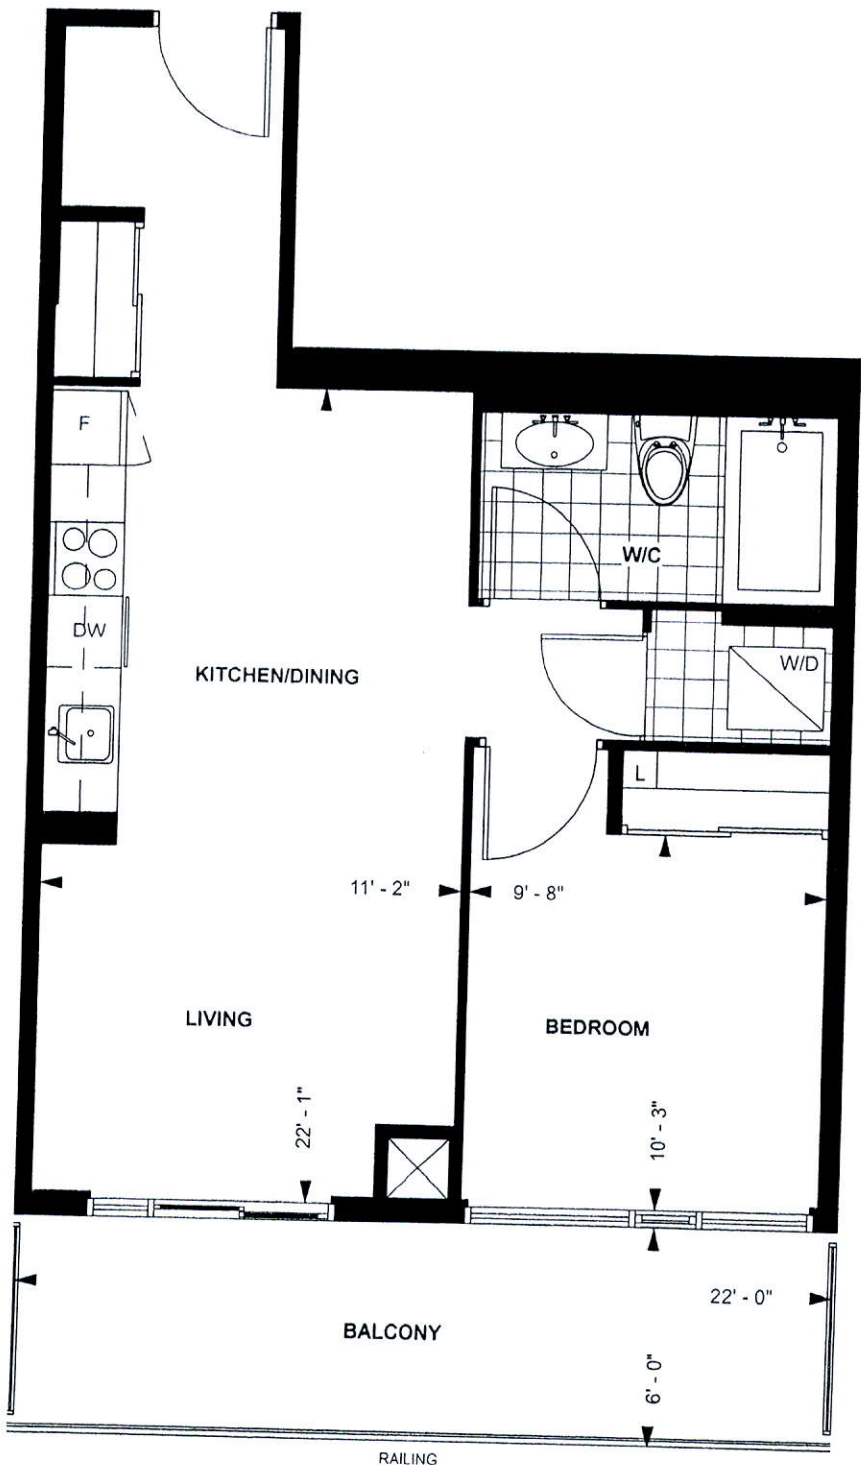 F
W/C
DW
W/D
KITCHEN/DINING
L
11' - 2"
9' - 8"
LIVING
BEDROOM
22' - 1"
10' - 3"
22' - 0"
BALCONY
6' - 0"
RAILING